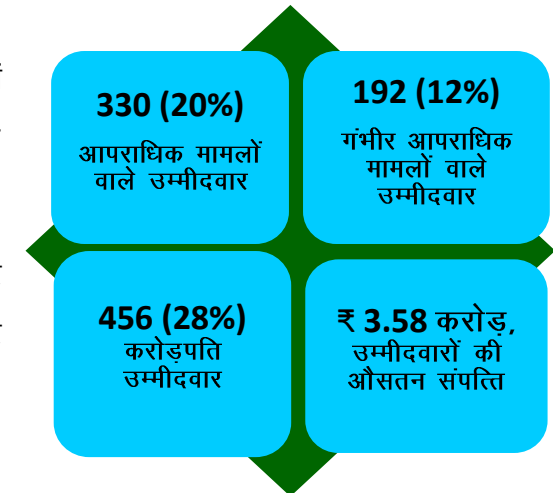 330 (20%)
आपराधिक मामलों
वाले उम्मीदवार
192 (12%)
गंभीर आपराधिक
मामलों वाले
उम्मीदवार
456 (28%)
करोड़पति
उम्मीदवार
₹ 3.58 करोड़,
उम्मीदवारों की
औसतन संपत्ति